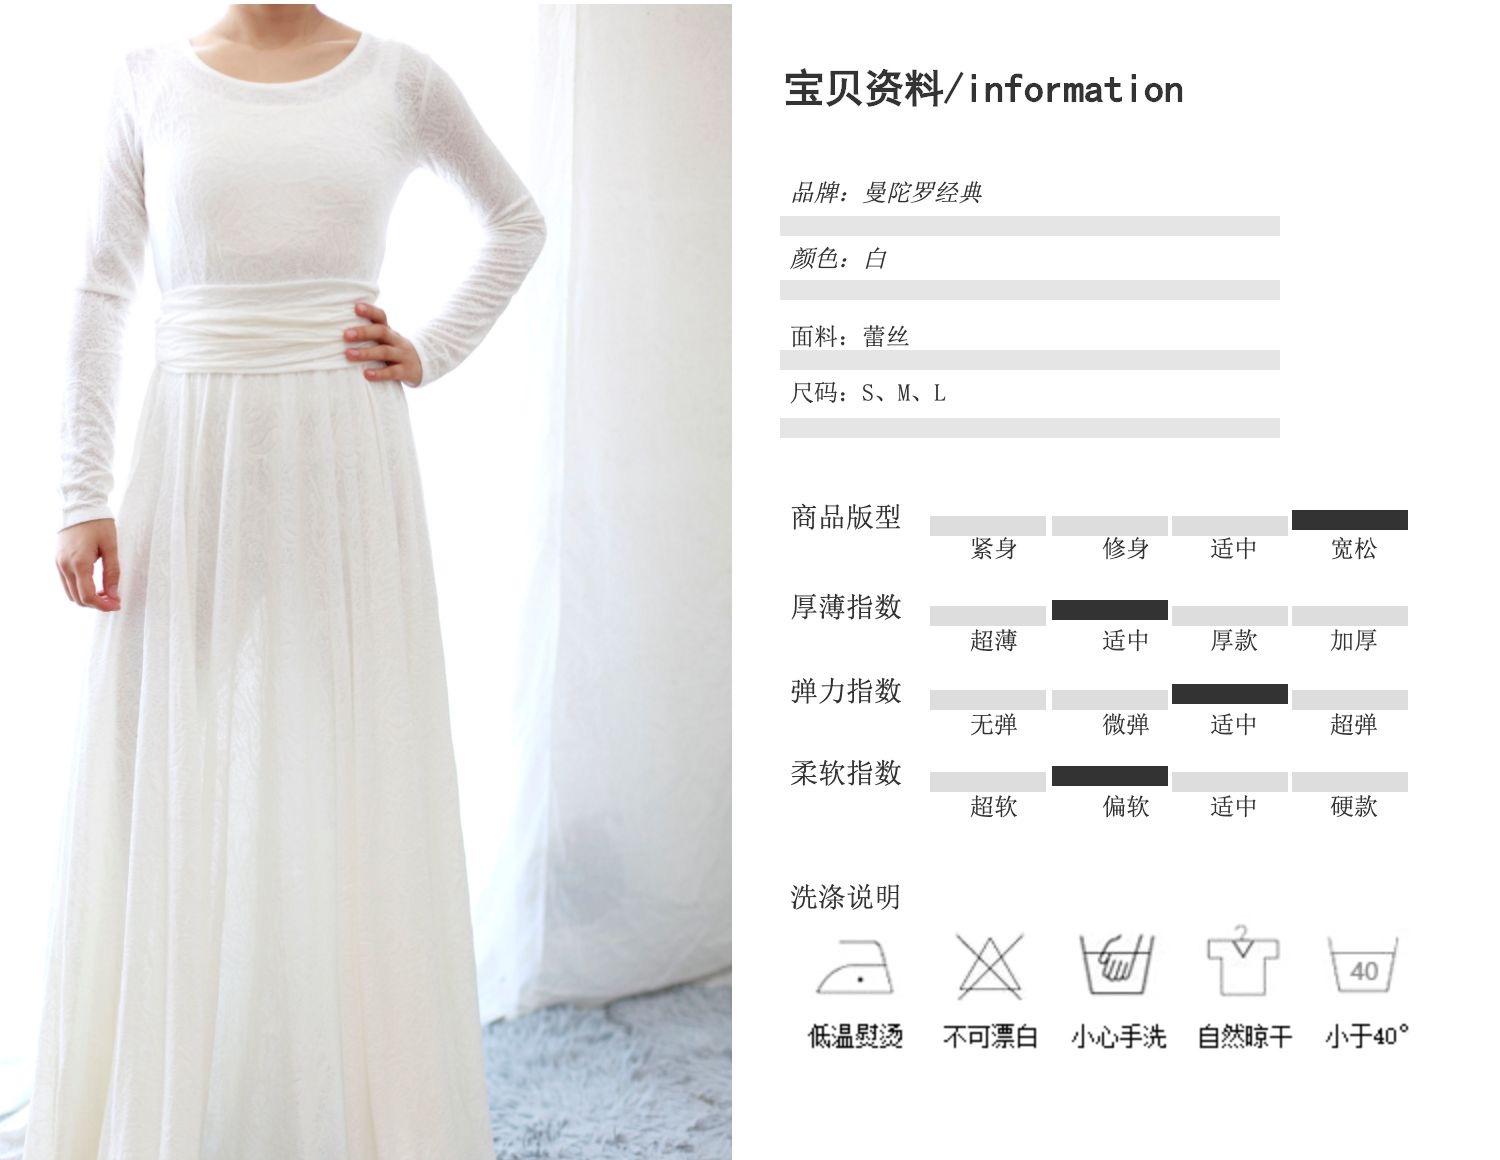 宝贝资料/information
品牌：曼陀罗经典
颜色：白
面料：蕾丝
尺码：S、M、L
商品版型
紧身 修身 适中 宽松
厚薄指数
超薄 适中 厚款 加厚
弹力指数
无弹 微弹 适中 超弹
柔软指数
超软 偏软 适中 硬款
洗涤说明
40
低温熨烫 不可漂白 小心手洗 自然晾干 小于40°